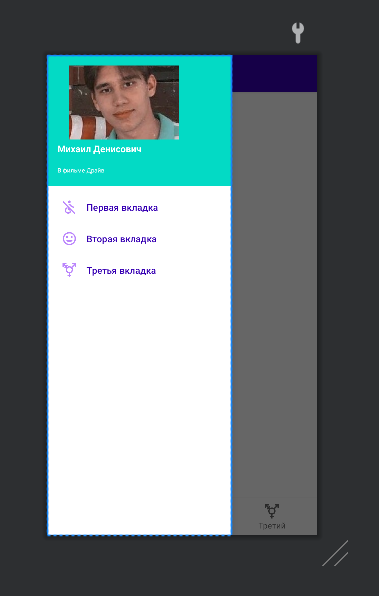 Михаил Денисович
В фильме Драйв
Первая вкладка
Вторая вкладка
Третья вкладка
Третий